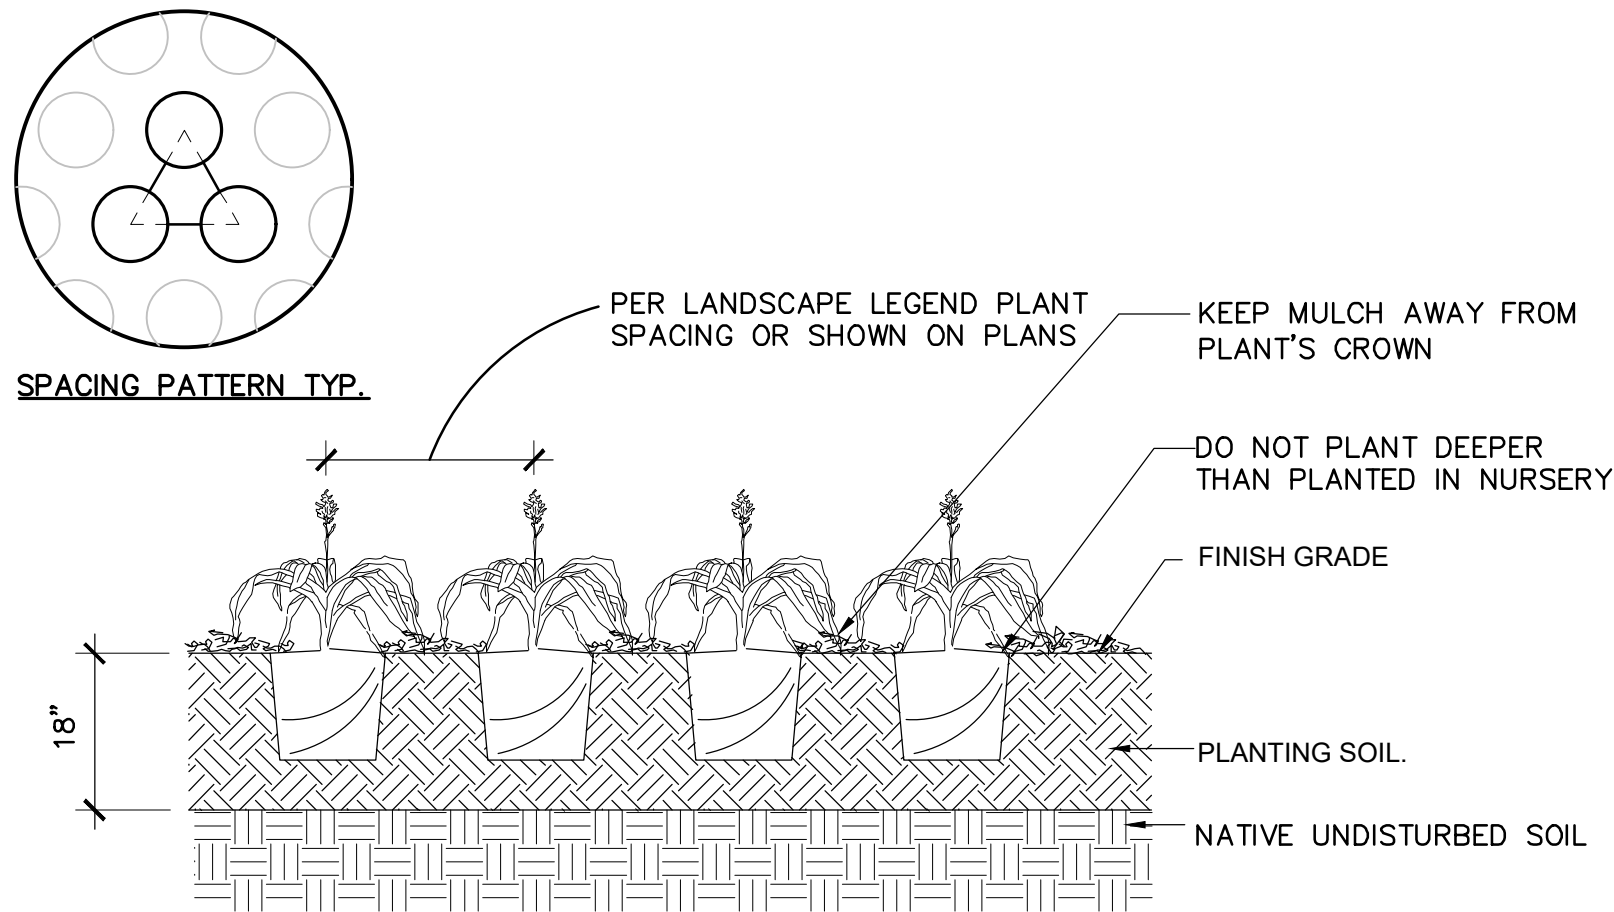 SPACING PATTERN TYP.
PER LANDSCAPE LEGEND PLANT
SPACING OR SHOWN ON PLANS
KEEP MULCH AWAY FROM
PLANT'S CROWN
DO NOT PLANT DEEPER
THAN PLANTED IN NURSERY
FINISH GRADE
18"
PLANTING SOIL.
NATIVE UNDISTURBED SOIL